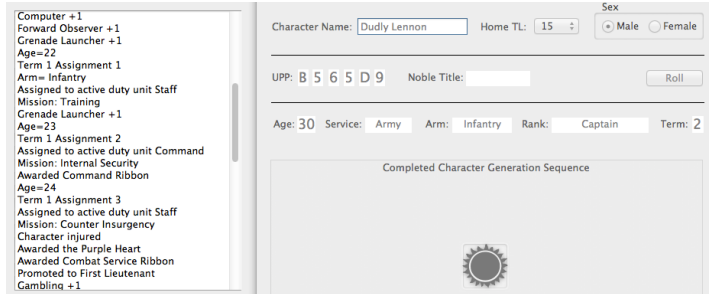 Computer +1
Forward Observer +1
Grenade Launcher +1
Age=22
Term 1 Assignment 1
Arm= Infantry
Assigned to active duty unit Staff
Mission: Training
Grenade Launcher +1
Age=23
Term 1 Assignment 2
Assigned to active duty unit Command
Mission: Internal Security
Awarded Command Ribbon
Age=24
Term 1 Assignment 3
Assigned to active duty unit Staff
Mission: Counter Insurgency
Character injured
Awarded the Purple Heart
Awarded Combat Service Ribbon
Promoted to First Lieutenant
Gambling +1
Sex
Character Name: Dudly Lennon Home TL: 15 Male Female
UPP: B 5 6 5 D 9 Noble Title: Roll
Age: 30 Service: Army Arm: Infantry Rank: Captain Term: 2
Completed Character Generation Sequence